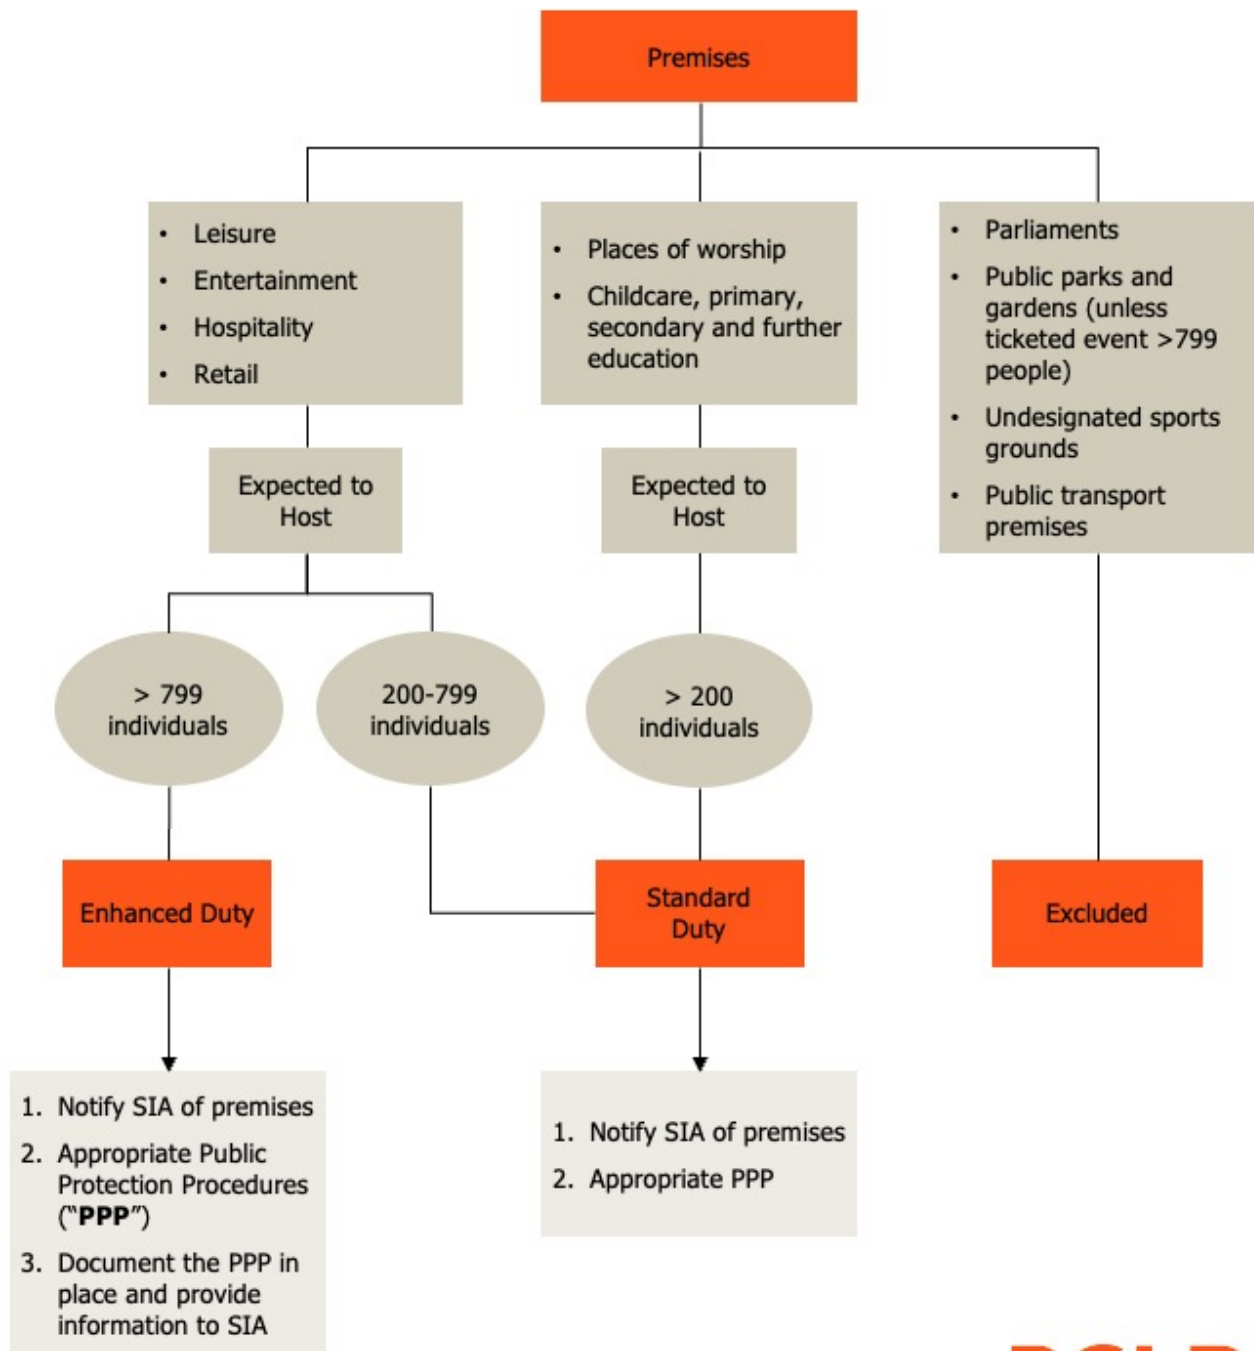 Premises
• Leisure
• Entertainment
• Hospitality
• Retail
• Places of worship
• Childcare, primary,
secondary and further
education
• Parliaments
• Public parks and
gardens (unless
ticketed event >799
people)
• Undesignated sports
grounds
• Public transport
premises
Expected to
Host
Expected to
Host
> 799
individuals
200-799
individuals
> 200
individuals
Enhanced Duty
Standard
Duty
Excluded
1. Notify SIA of premises
2. Appropriate Public
Protection Procedures
(“PPP”)
3. Document the PPP in
place and provide
information to SIA
1. Notify SIA of premises
2. Appropriate PPP